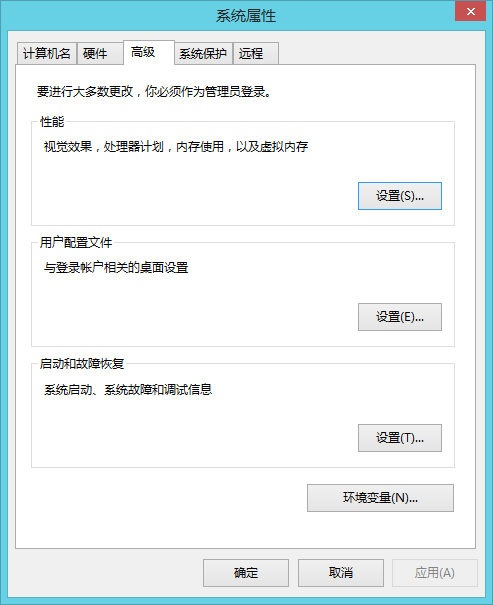 系统属性
计算机名 硬件 高级 系统保护 远程
要进行大多数更改，你必须作为管理员登录。
性能
视觉效果，处理器计划，内存使用，以及虚拟内存
设置(S)...
用户配置文件
与登录帐户相关的桌面设置
设置(E)...
启动和故障恢复
系统启动、系统故障和调试信息
设置(T)...
环境变量(N)...
确定 取消 应用(A)